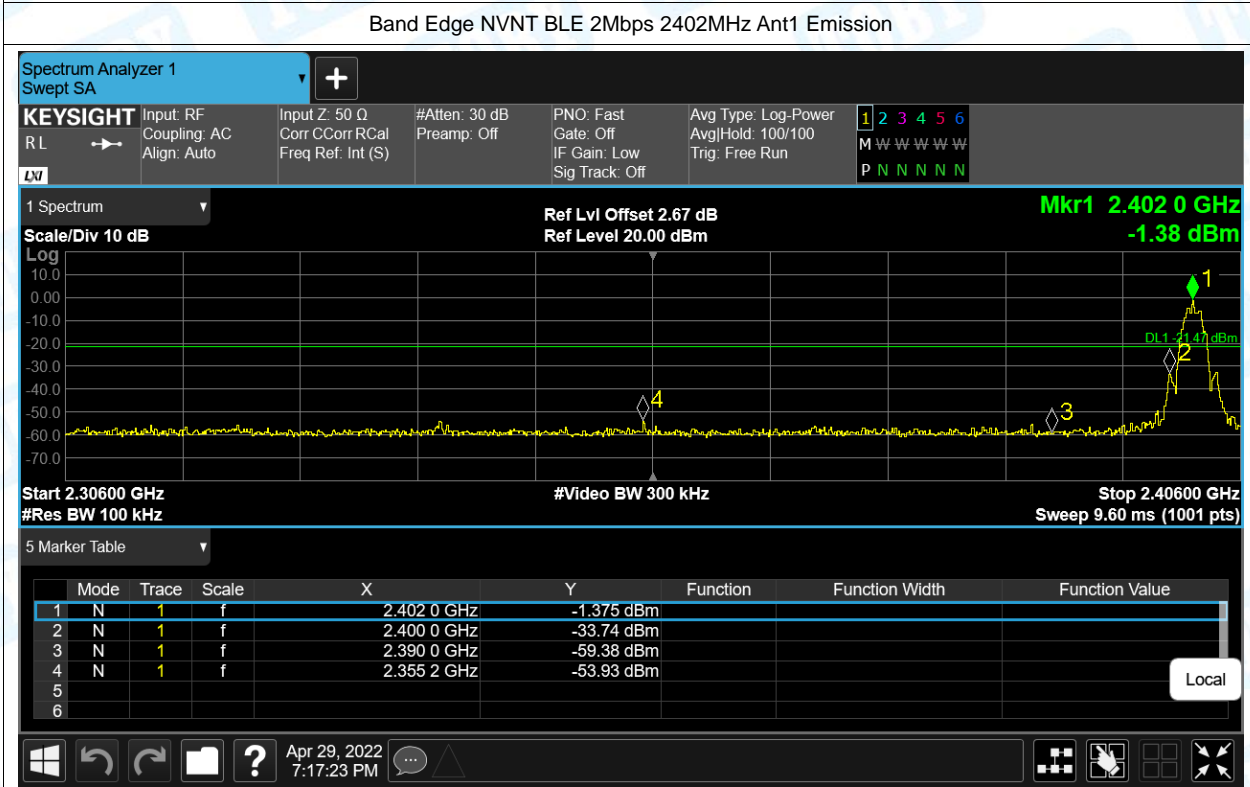 Band Edge NVNT BLE 2Mbps 2402MHz Ant1 Emission
Spectrum Analyzer 1
Swept SA
KEYSIGHT
RL
LXI
Input: RF
Coupling: AC
Align: Auto
Input Z: 50 Ω
Corr CCorr RCal
Freq Ref: Int (S)
#Atten: 30 dB
Preamp: Off
PNO: Fast
Gate: Off
IF Gain: Low
Sig Track: Off
Avg Type: Log-Power
Avg|Hold: 100/100
Trig: Free Run
1 2 3 4 5 6
M W W W W W
P N N N N N
1 Spectrum
Scale/Div 10 dB
Ref Lvl Offset 2.67 dB
Ref Level 20.00 dBm
Mkr1 2.402 0 GHz
-1.38 dBm
Log
10.0
0.00
-10.0
-20.0
-30.0
-40.0
-50.0
-60.0
-70.0
1
DL1 -21.47 dBm
2
4
3
Start 2.30600 GHz
#Video BW 300 kHz
Stop 2.40600 GHz
#Res BW 100 kHz
Sweep 9.60 ms (1001 pts)
5 Marker Table
Mode Trace Scale X Y Function Function Width Function Value
1 N 1 f 2.402 0 GHz -1.375 dBm
2 N 1 f 2.400 0 GHz -33.74 dBm
3 N 1 f 2.390 0 GHz -59.38 dBm
4 N 1 f 2.355 2 GHz -53.93 dBm
5
6
Local
?
Apr 29, 2022
7:17:23 PM